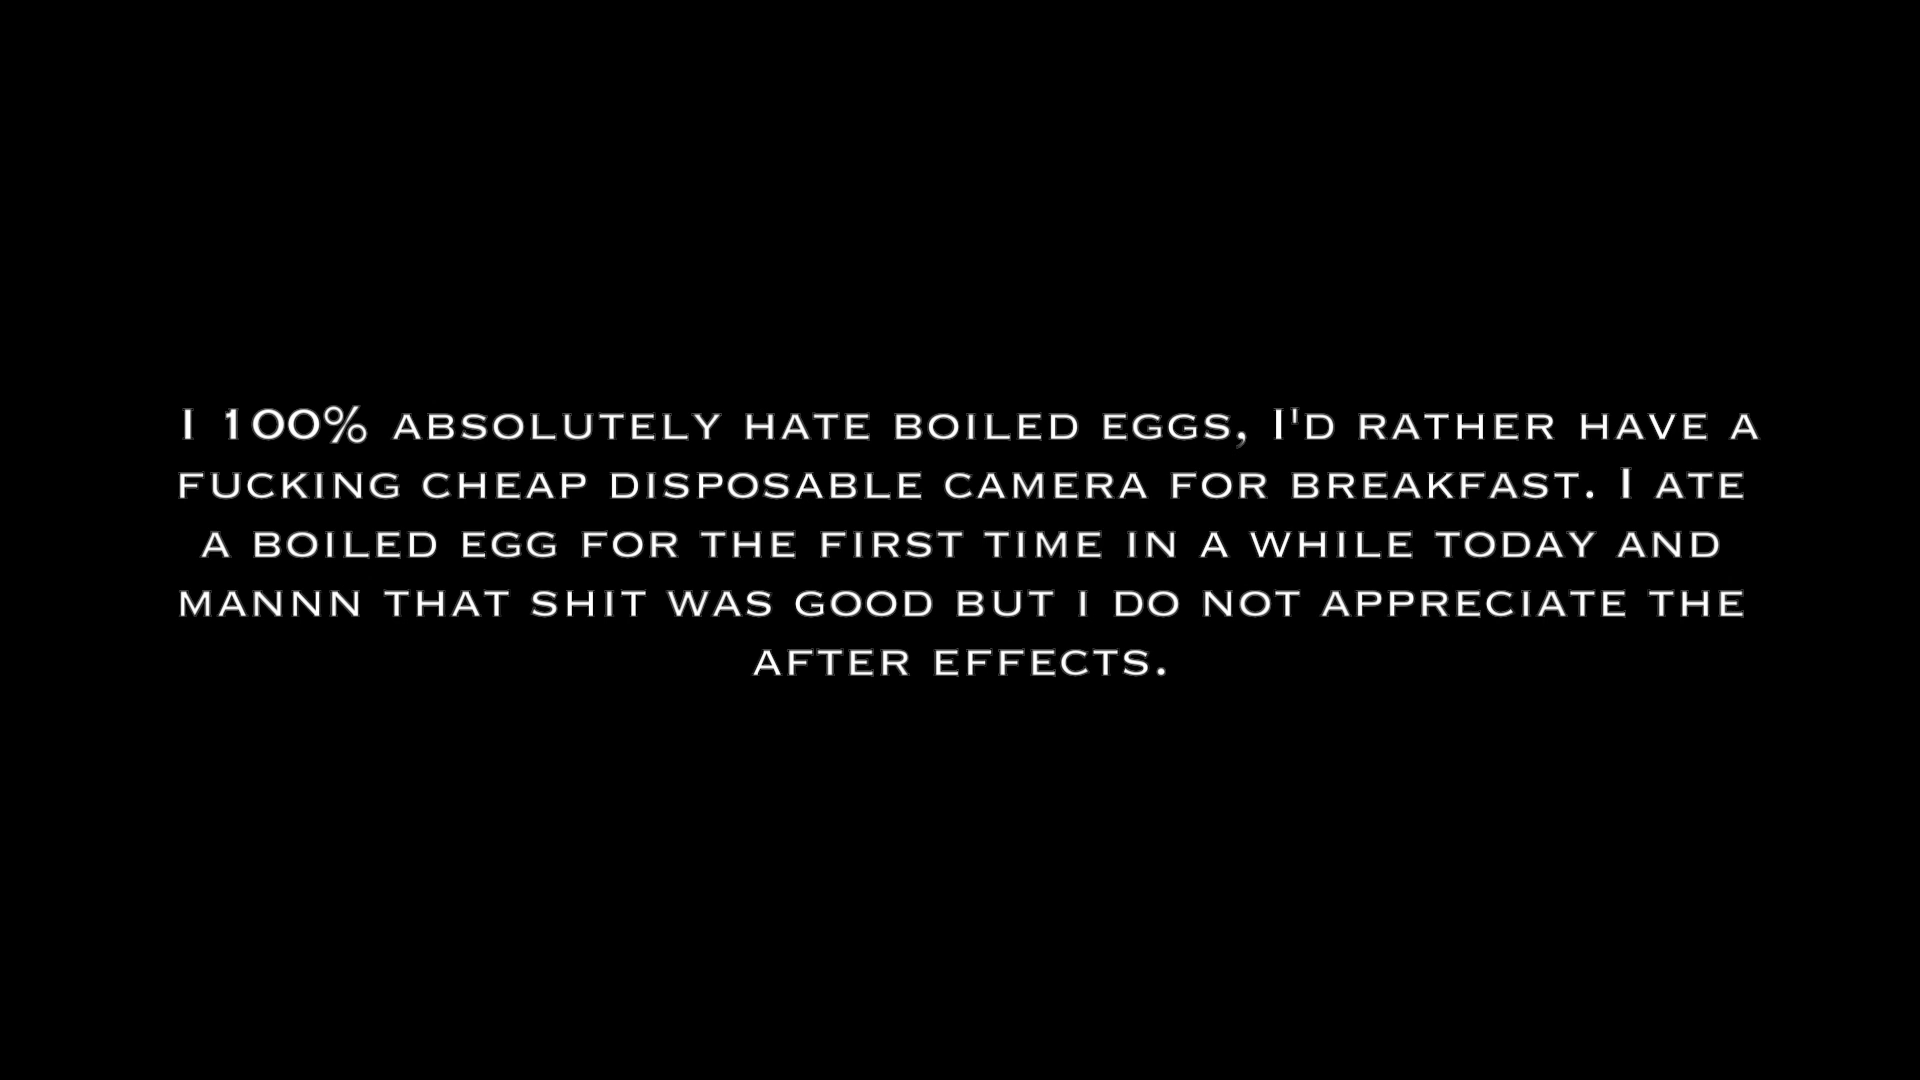 I 100% absolutely hate boiled eggs, I'd rather have a
fucking cheap disposable camera for breakfast. I ate
a boiled egg for the first time in a while today and
mannn that shit was good but i do not appreciate the
after effects.